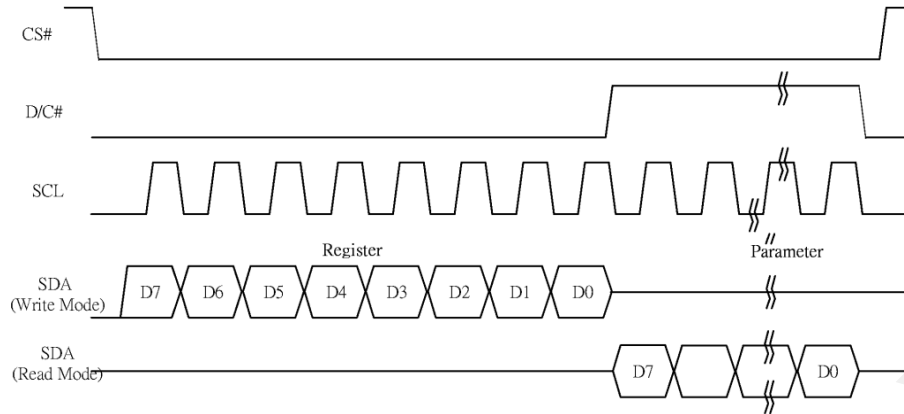 CS#
D/C#
SCL
Register Parameter
SDA
(Write Mode)
D7 D6 D5 D4 D3 D2 D1 D0
SDA
(Read Mode)
D7 D0